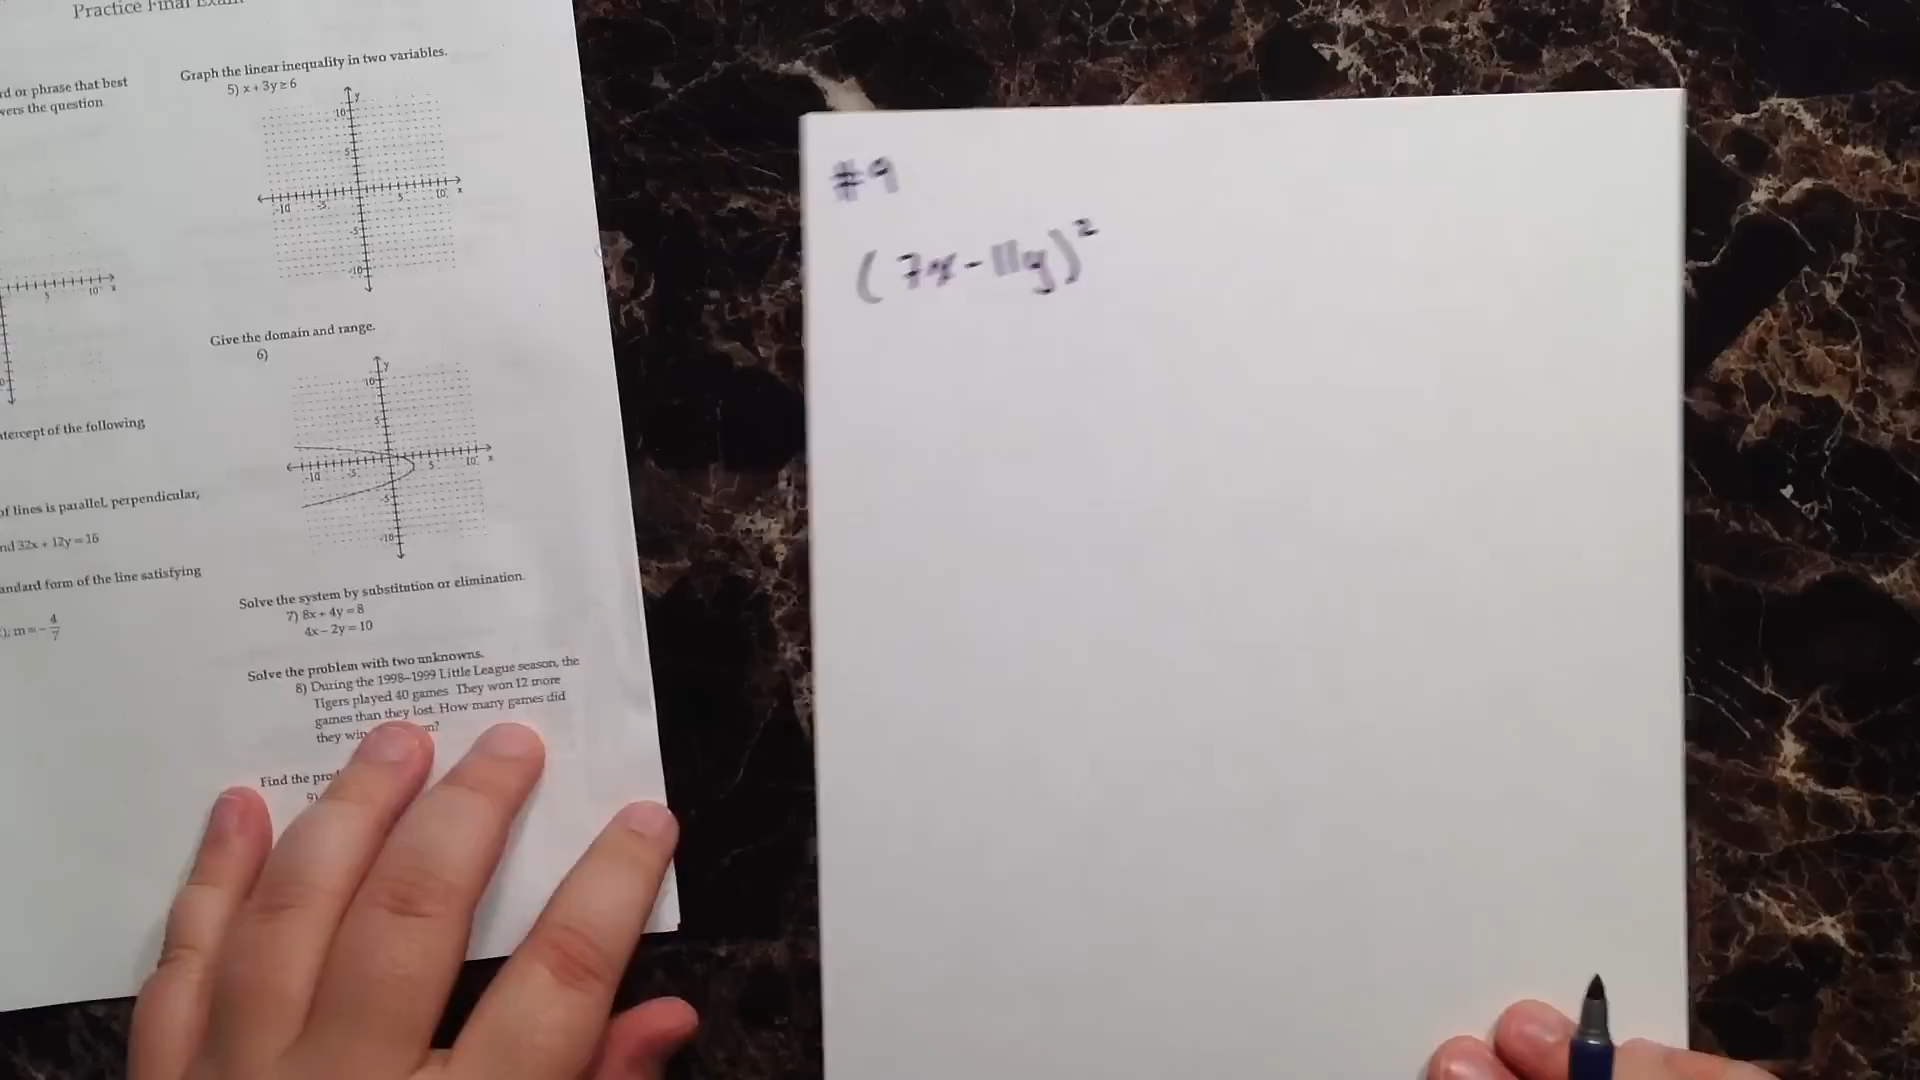 Practice Final Exam
rd or phrase that best
wers the question
ntercept of the following
of lines is parallel, perpendicular,
nd 32x + 12y = 16
andard form of the line satisfying
), m = - 4/7
Graph the linear inequality in two variables.
5) x + 3y ≥ 6
Give the domain and range.
6)
Solve the system by substitution or elimination.
7) 8x + 4y = 8
4x - 2y = 10
Solve the problem with two unknowns.
8) During the 1998-1999 Little League season, the
Tigers played 40 games. They won 12 more
games than they lost. How many games did
they win on?
Find the pro
9)
#9
(7x - 11y)²